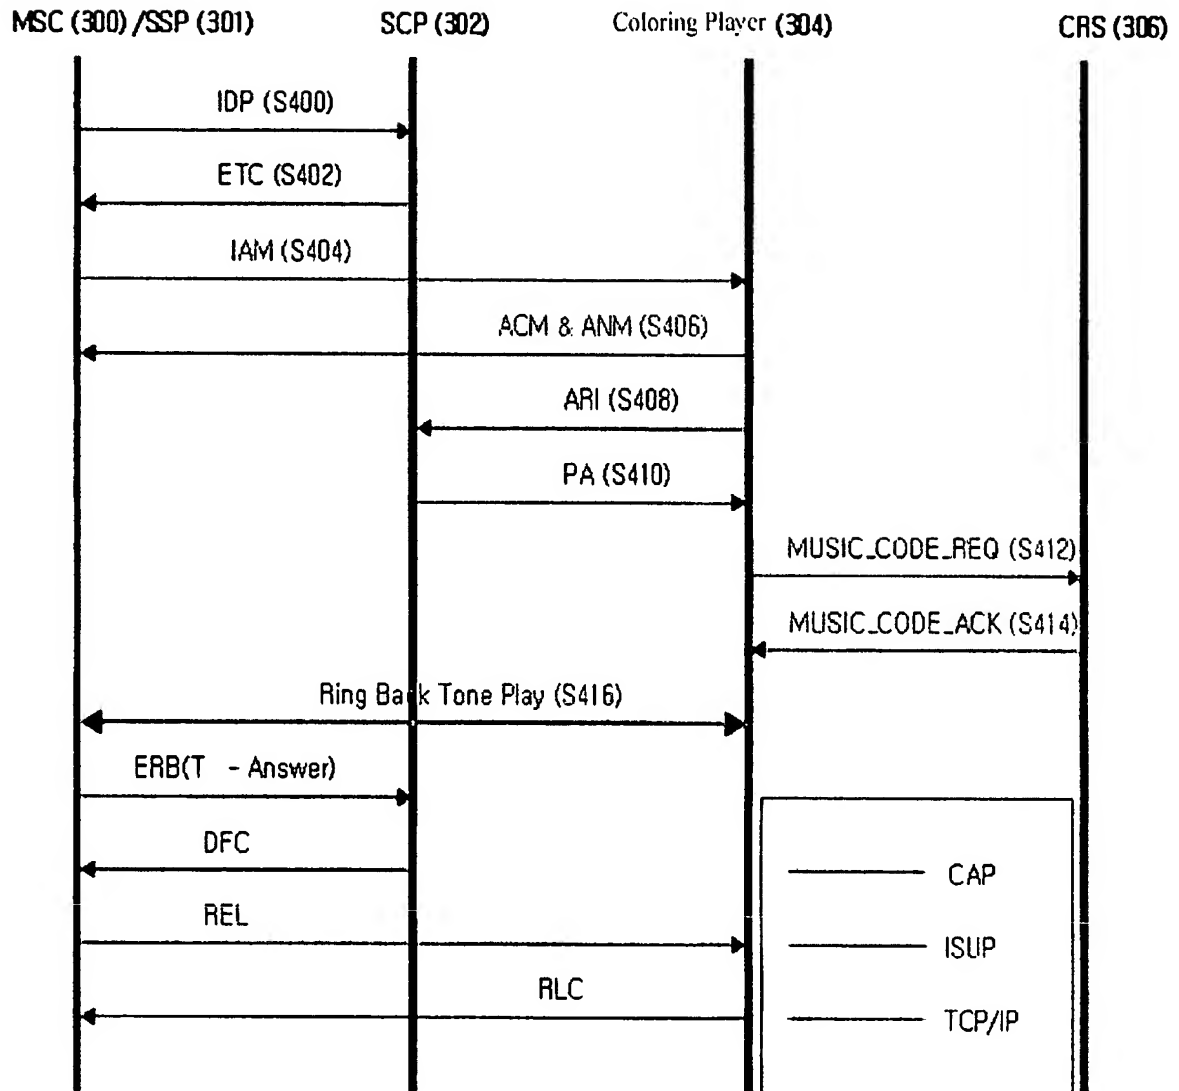 MSC (300) /SSP (301) SCP (302) Coloring Player (304) CRS (306)
IDP (S400)
ETC (S402)
IAM (S404)
ACM & ANM (S406)
ARI (S408)
PA (S410)
MUSIC_CODE_REQ (S412)
MUSIC_CODE_ACK (S414)
Ring Back Tone Play (S416)
ERB(T - Answer)
DFC
CAP
REL
ISUP
RLC
TCP/IP